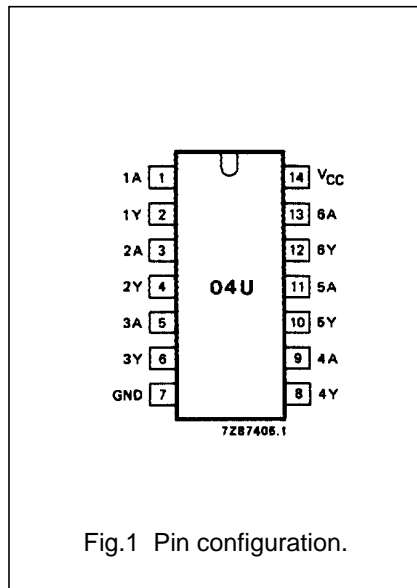 1A 1 14 VCC
1Y 2 13 6A
2A 3 12 6Y
2Y 4 04U 11 5A
3A 5 10 5Y
3Y 6 9 4A
GND 7 8 4Y
7Z87405.1
Fig.1 Pin configuration.